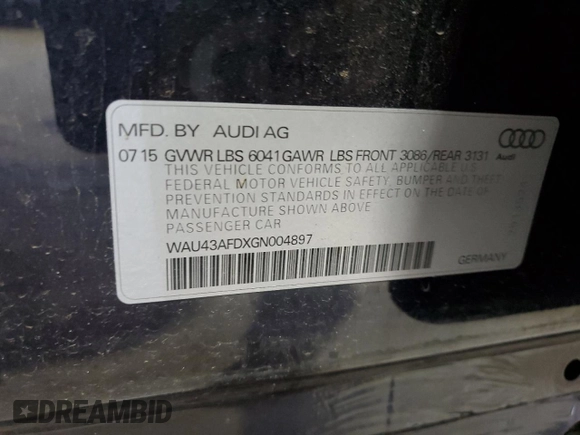 MFD. BY AUDI AG
07 15 GVWR LBS 6041 GAWR LBS FRONT 3086/REAR 3131
Audi
THIS VEHICLE CONFORMS TO ALL APPLICABLE
FEDERAL MOTOR VEHICLE SAFETY, BUMPER AND THEFT
PREVENTION STANDARDS IN EFFECT ON THE DATE OF
MANUFACTURE SHOWN ABOVE
PASSENGER CAR
WAU43AFDXGN004897
GERMANY
DREAMBID